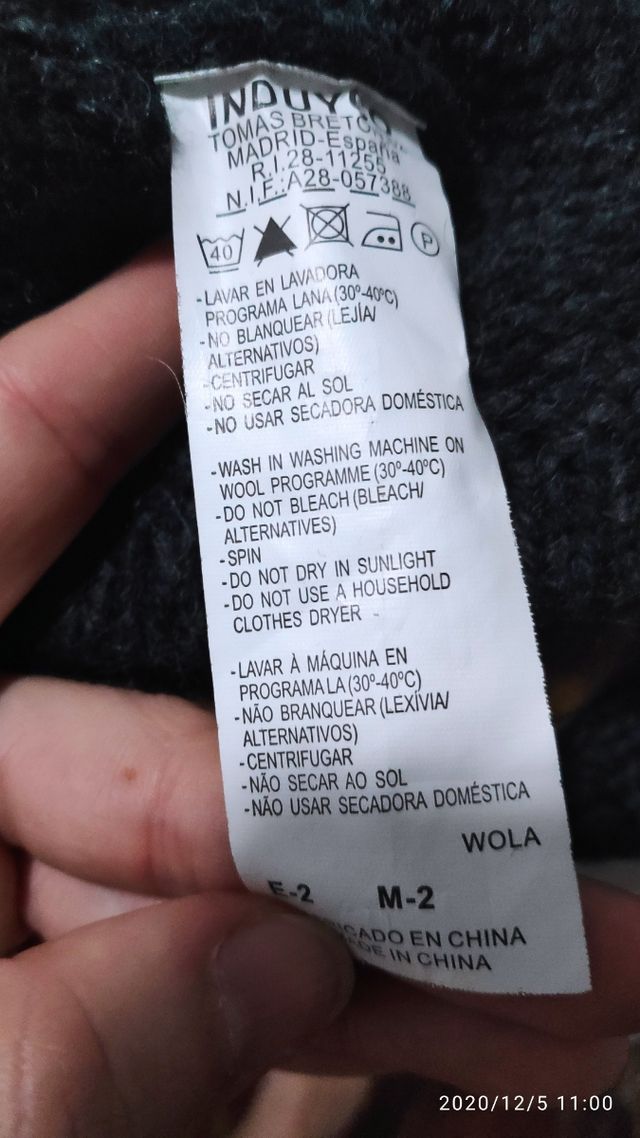 TOMAS
MADRID-España
R.I.28-11255
N.I.F.:A28-057388
40 P
-LAVAR EN LAVADORA
PROGRAMA LANA (30º-40ºC)
-NO BLANQUEAR (LEJÍA/
ALTERNATIVOS)
-CENTRIFUGAR
-NO SECAR AL SOL
-NO USAR SECADORA DOMÉSTICA
-WASH IN WASHING MACHINE ON
WOOL PROGRAMME (30º-40ºC)
-DO NOT BLEACH (BLEACH/
ALTERNATIVES)
-SPIN
-DO NOT DRY IN SUNLIGHT
-DO NOT USE A HOUSEHOLD
CLOTHES DRYER
-LAVAR À MÁQUINA EN
PROGRAMA LA (30º-40ºC)
-NÃO BRANQUEAR (LEXÍVIA/
ALTERNATIVOS)
-CENTRIFUGAR
-NÃO SECAR AO SOL
-NÃO USAR SECADORA DOMÉSTICA
WOLA
E-2 M-2
EN CHINA
IN CHINA
2020/12/5 11:00